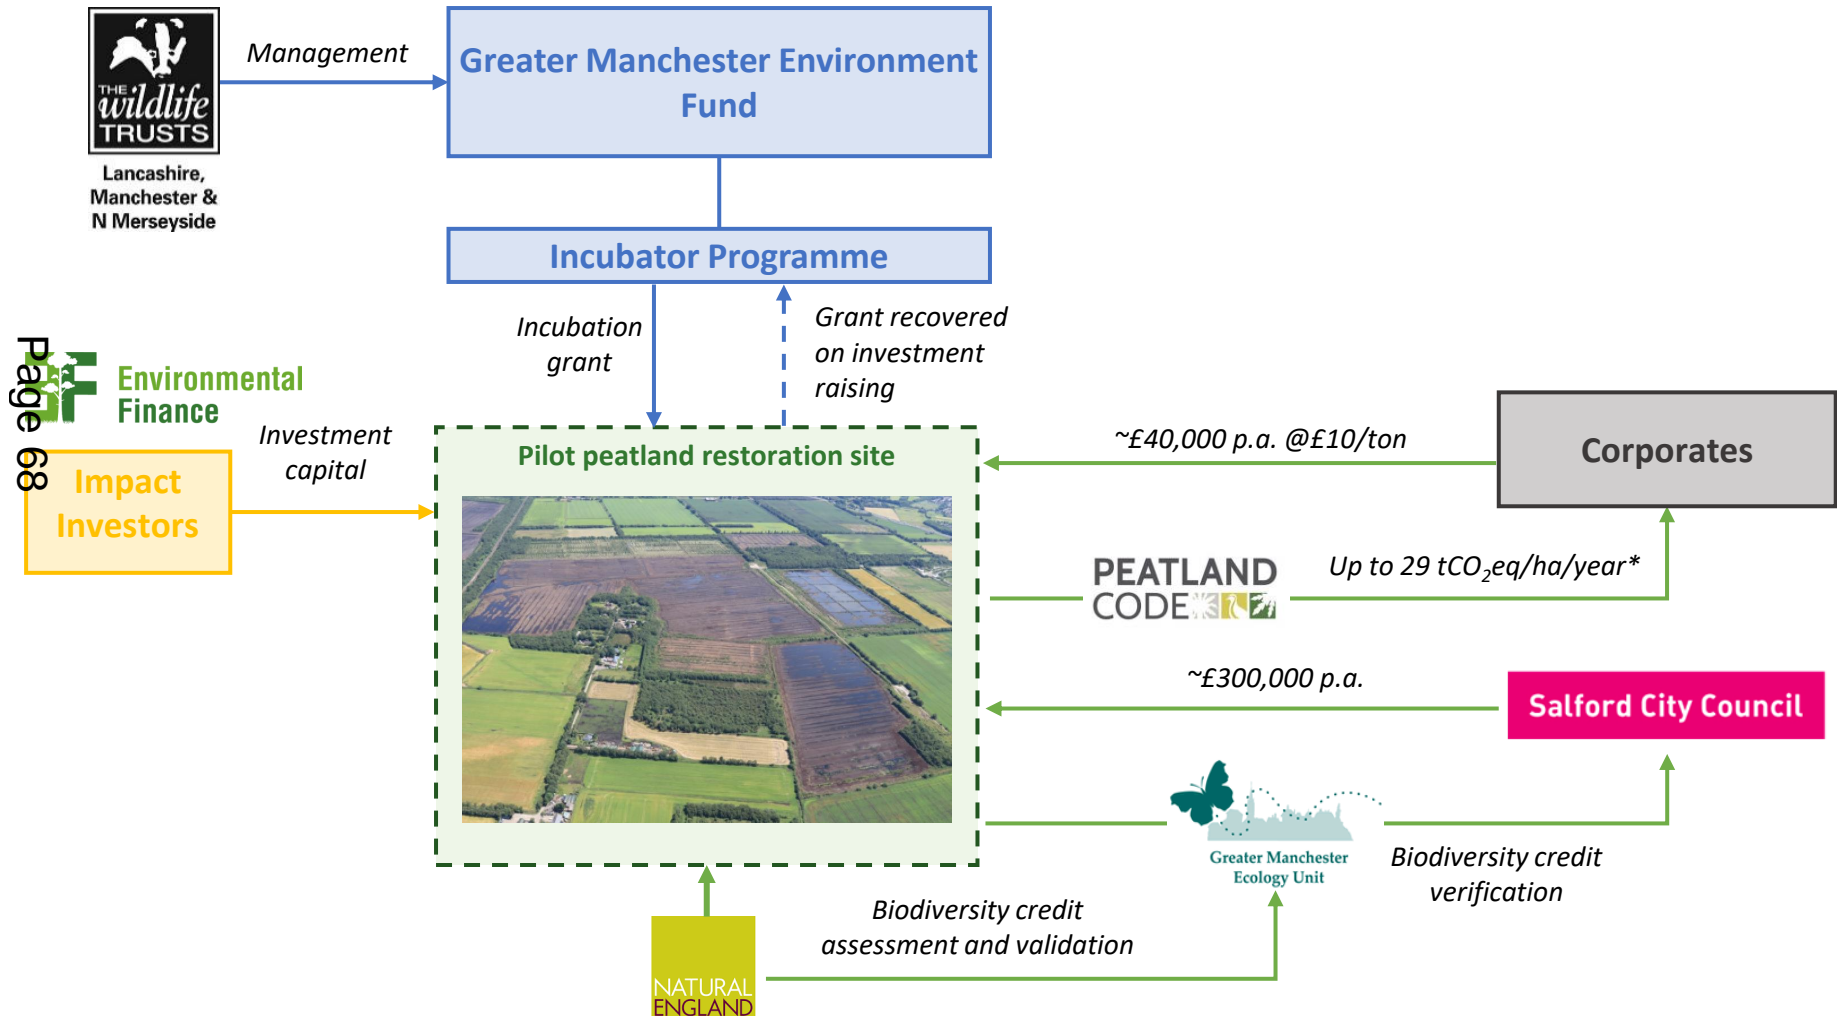 THE
wildlife
TRUSTS
Lancashire,
Manchester &
N Merseyside
Management
Greater Manchester Environment
Fund
Incubator Programme
Incubation
grant
Grant recovered
on investment
raising
Page 68
Environmental
Finance
Impact
Investors
Investment
capital
Pilot peatland restoration site
~£40,000 p.a. @£10/ton
Corporates
PEATLAND
CODE
Up to 29 tCO₂eq/ha/year*
~£300,000 p.a.
Salford City Council
Greater Manchester
Ecology Unit
Biodiversity credit
verification
Biodiversity credit
assessment and validation
NATURAL
ENGLAND